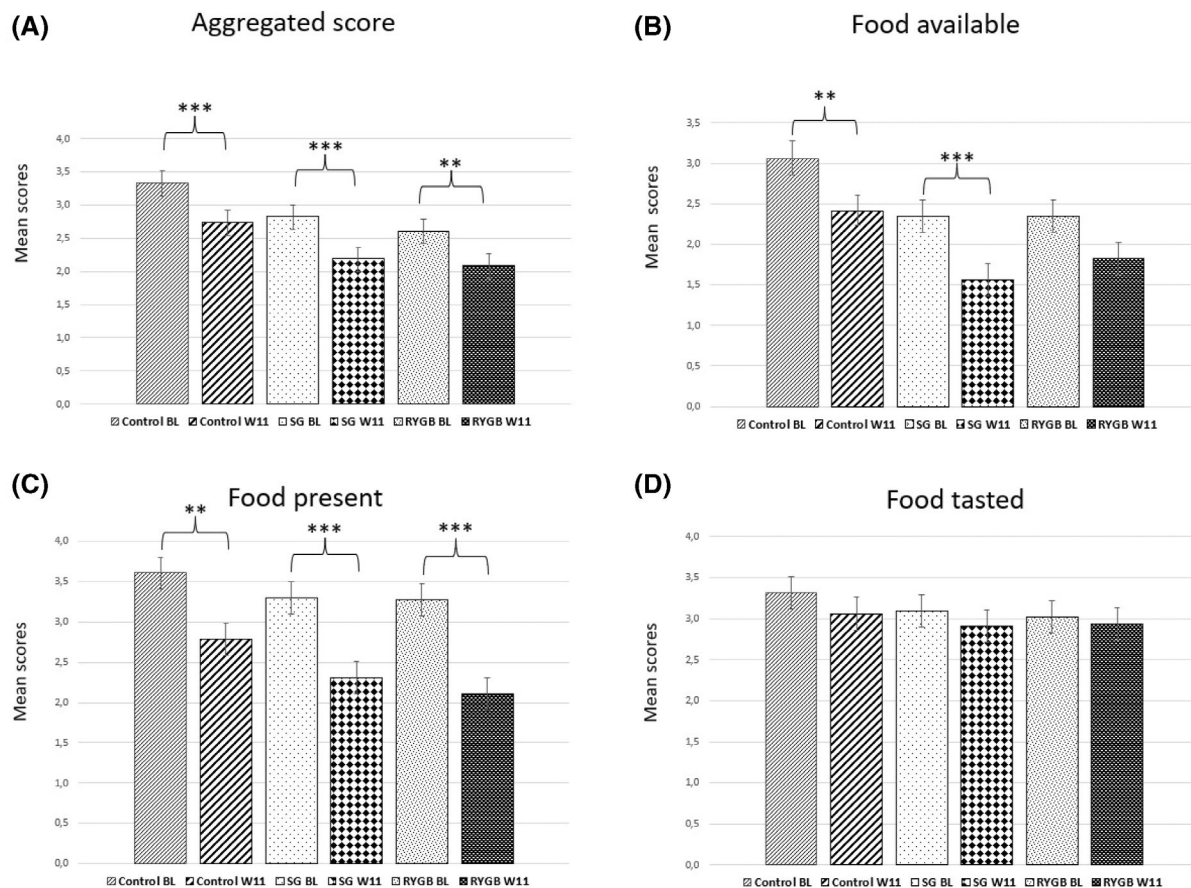 (A)
Aggregated score
Mean scores
***
***
**
4,0
3,5
3,0
2,5
2,0
1,5
1,0
0,5
0,0
Control BL Control W11 SG BL SG W11 RYGB BL RYGB W11
(B)
Food available
Mean scores
**
***
3,5
3,0
2,5
2,0
1,5
1,0
0,5
0,0
Control BL Control W11 SG BL SG W11 RYGB BL RYGB W11
(C)
Food present
Mean scores
**
***
***
4,0
3,5
3,0
2,5
2,0
1,5
1,0
0,5
0,0
Control BL Control W11 SG BL SG W11 RYGB BL RYGB W11
(D)
Food tasted
Mean scores
4,0
3,5
3,0
2,5
2,0
1,5
1,0
0,5
0,0
Control BL Control W11 SG BL SG W11 RYGB BL RYGB W11